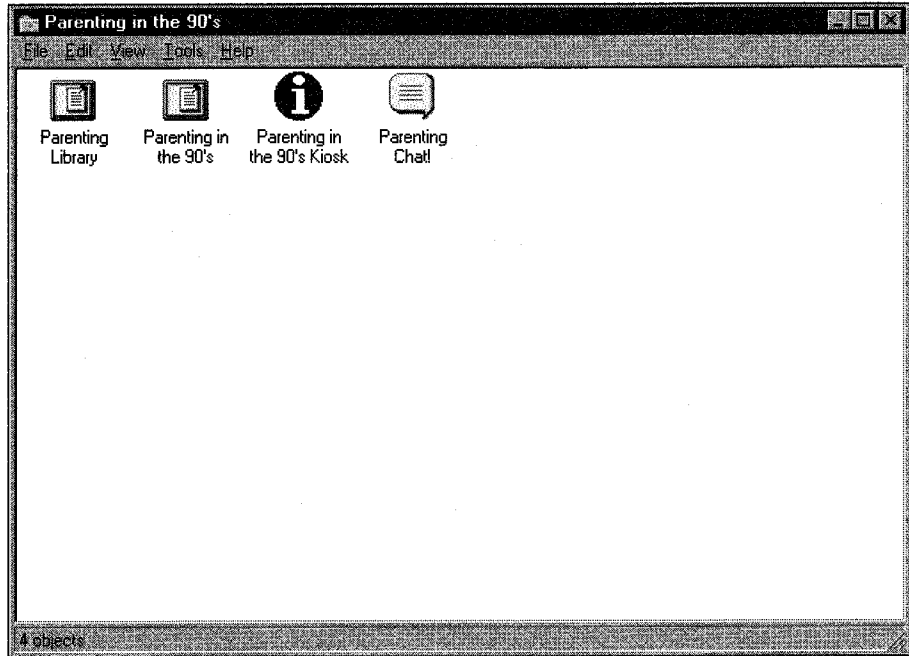 Parenting in the 90's
File Edit View Tools Help
Parenting Library
Parenting in the 90's
Parenting in the 90's Kiosk
Parenting Chat!
4 objects